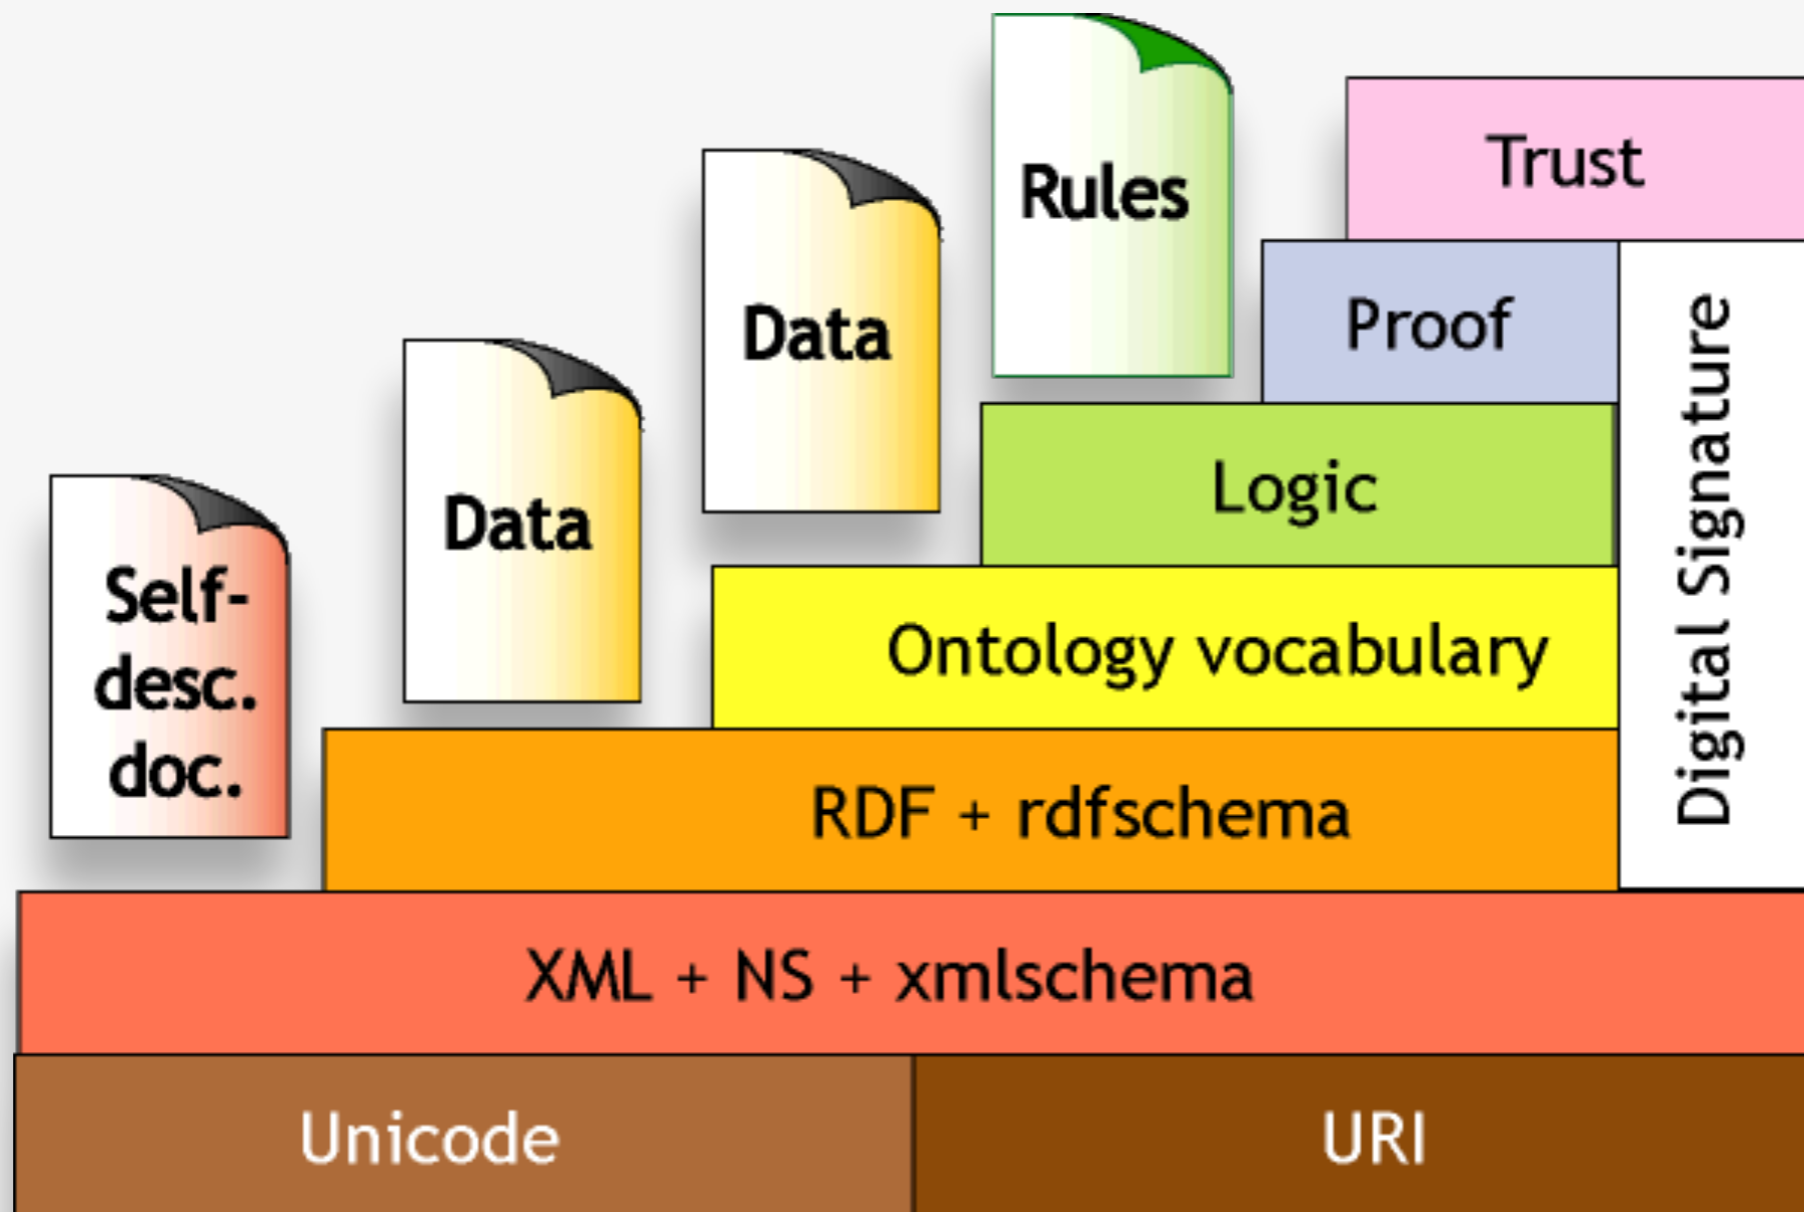 Rules
Trust
Data
Proof
Data
Logic
Digital Signature
Self-
desc.
doc.
Ontology vocabulary
RDF + rdfschema
XML + NS + xmlschema
Unicode
URI